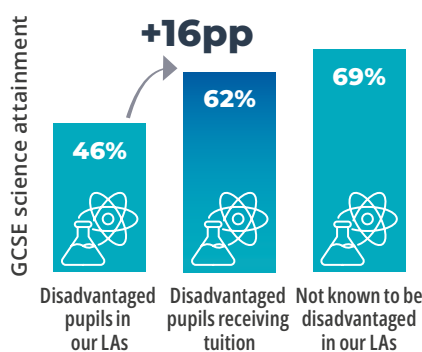 +16pp
GCSE science attainment
46%
62%
69%
Disadvantaged
pupils in
our LAs
Disadvantaged
pupils receiving
tuition
Not known to be
disadvantaged
in our LAs